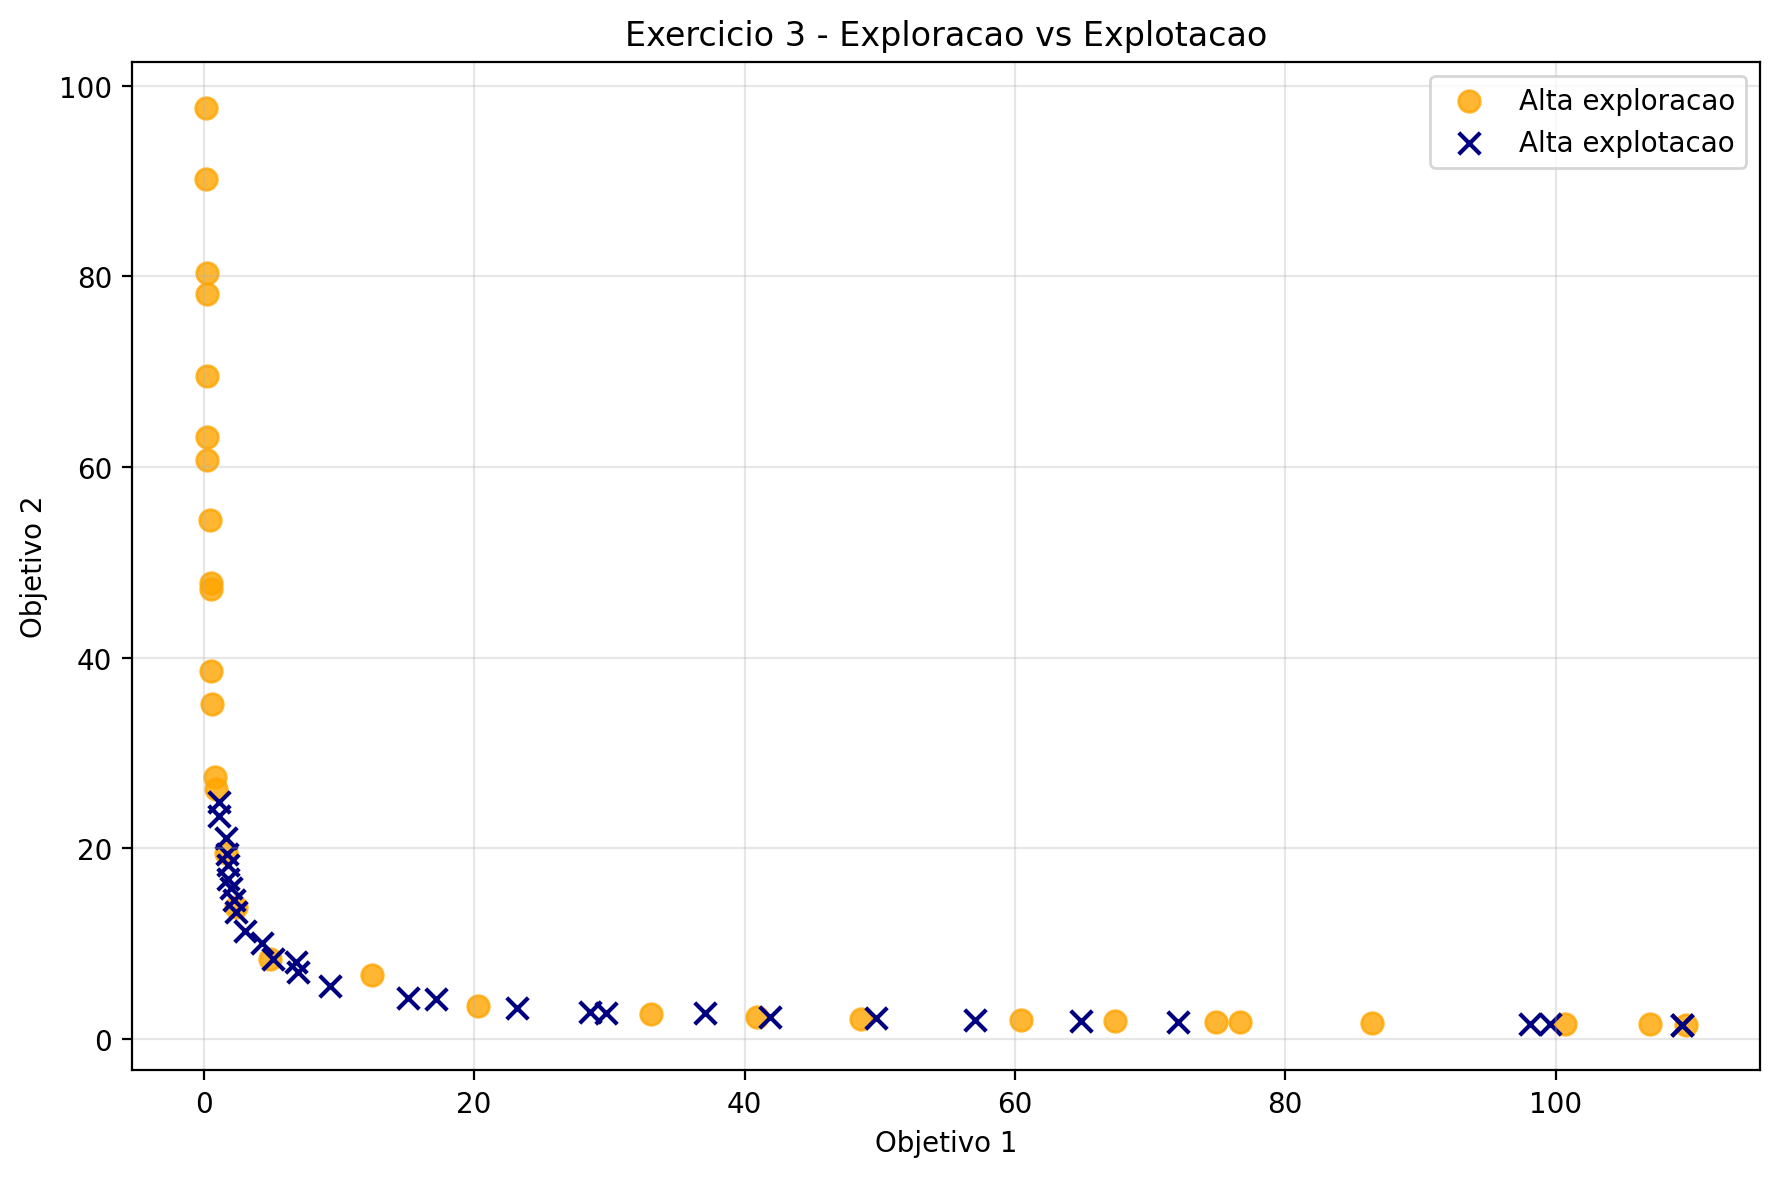 Exercicio 3 - Exploracao vs Explotacao
Alta exploracao
Alta explotacao
100
80
60
40
20
0
Objetivo 2
0 20 40 60 80 100
Objetivo 1